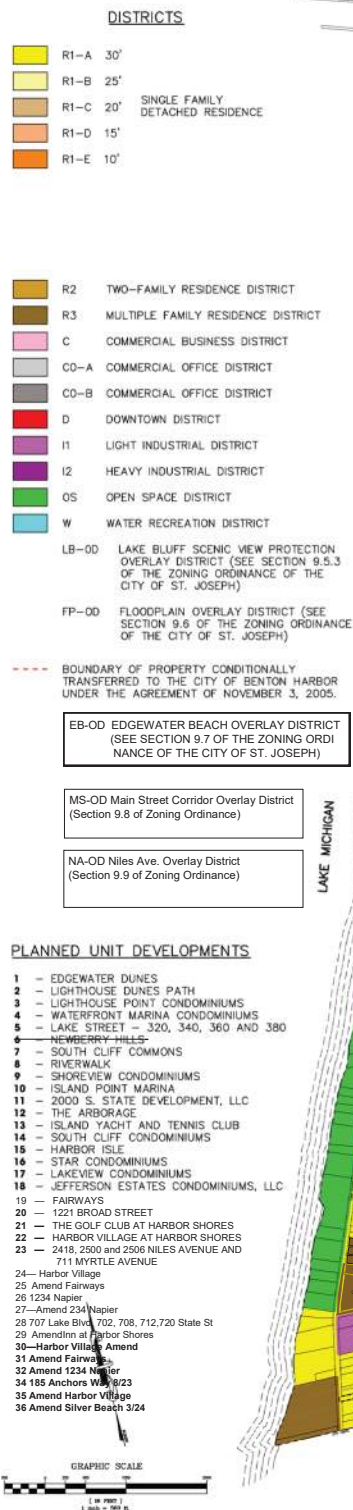 DISTRICTS
R1-A 30'
R1-B 25'
R1-C 20' SINGLE FAMILY
DETACHED RESIDENCE
R1-D 15'
R1-E 10'
R2 TWO-FAMILY RESIDENCE DISTRICT
R3 MULTIPLE FAMILY RESIDENCE DISTRICT
C COMMERCIAL BUSINESS DISTRICT
CO-A COMMERCIAL OFFICE DISTRICT
CO-B COMMERCIAL OFFICE DISTRICT
D DOWNTOWN DISTRICT
I1 LIGHT INDUSTRIAL DISTRICT
I2 HEAVY INDUSTRIAL DISTRICT
OS OPEN SPACE DISTRICT
W WATER RECREATION DISTRICT
LB-OD LAKE BLUFF SCENIC VIEW PROTECTION
OVERLAY DISTRICT (SEE SECTION 9.5.3
OF THE ZONING ORDINANCE OF THE
CITY OF ST. JOSEPH)
FP-OD FLOODPLAIN OVERLAY DISTRICT (SEE
SECTION 9.6 OF THE ZONING ORDINANCE
OF THE CITY OF ST. JOSEPH)
BOUNDARY OF PROPERTY CONDITIONALLY
TRANSFERRED TO THE CITY OF BENTON HARBOR
UNDER THE AGREEMENT OF NOVEMBER 3, 2005.
EB-OD EDGEWATER BEACH OVERLAY DISTRICT
(SEE SECTION 9.7 OF THE ZONING ORDI
NANCE OF THE CITY OF ST. JOSEPH)
MS-OD Main Street Corridor Overlay District
(Section 9.8 of Zoning Ordinance)
NA-OD Niles Ave. Overlay District
(Section 9.9 of Zoning Ordinance)
LAKE MICHIGAN
PLANNED UNIT DEVELOPMENTS
1 - EDGEWATER DUNES
2 - LIGHTHOUSE DUNES PATH
3 - LIGHTHOUSE POINT CONDOMINIUMS
4 - WATERFRONT MARINA CONDOMINIUMS
5 - LAKE STREET - 320, 340, 360 AND 380
6 - NEWBERRY HILLS
7 - SOUTH CLIFF COMMONS
8 - RIVERWALK
9 - SHOREVIEW CONDOMINIUMS
10 - ISLAND POINT MARINA
11 - 2000 S. STATE DEVELOPMENT, LLC
12 - THE ARBORAGE
13 - ISLAND YACHT AND TENNIS CLUB
14 - SOUTH CLIFF CONDOMINIUMS
15 - HARBOR ISLE
16 - STAR CONDOMINIUMS
17 - LAKEVIEW CONDOMINIUMS
18 - JEFFERSON ESTATES CONDOMINIUMS, LLC
19 — FAIRWAYS
20 — 1221 BROAD STREET
21 — THE GOLF CLUB AT HARBOR SHORES
22 — HARBOR VILLAGE AT HARBOR SHORES
23 — 2418, 2500 and 2506 NILES AVENUE AND
711 MYRTLE AVENUE
24— Harbor Village
25 Amend Fairways
26 1234 Napier
27—Amend 234 Napier
28 707 Lake Blvd, 702, 708, 712,720 State St
29 AmendInn at Harbor Shores
30—Harbor Village Amend
31 Amend Fairways
32 Amend 1234 Napier
34 185 Anchors Way 8/23
35 Amend Harbor Village
36 Amend Silver Beach 3/24
GRAPHIC SCALE
( IN FEET )